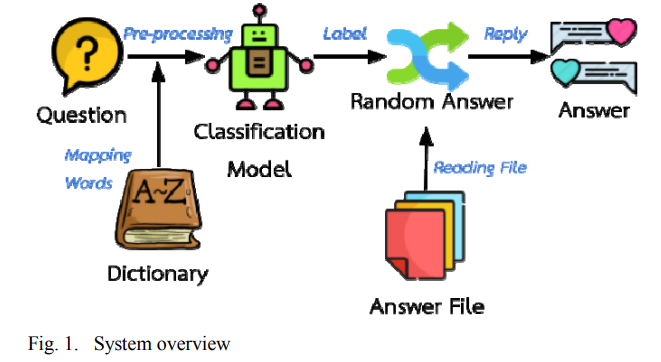 Pre-processing
Label
Reply
?
Question
Classification
Model
Random Answer
Answer
Mapping
Words
A~Z
Dictionary
Reading File
Answer File
Fig. 1. System overview